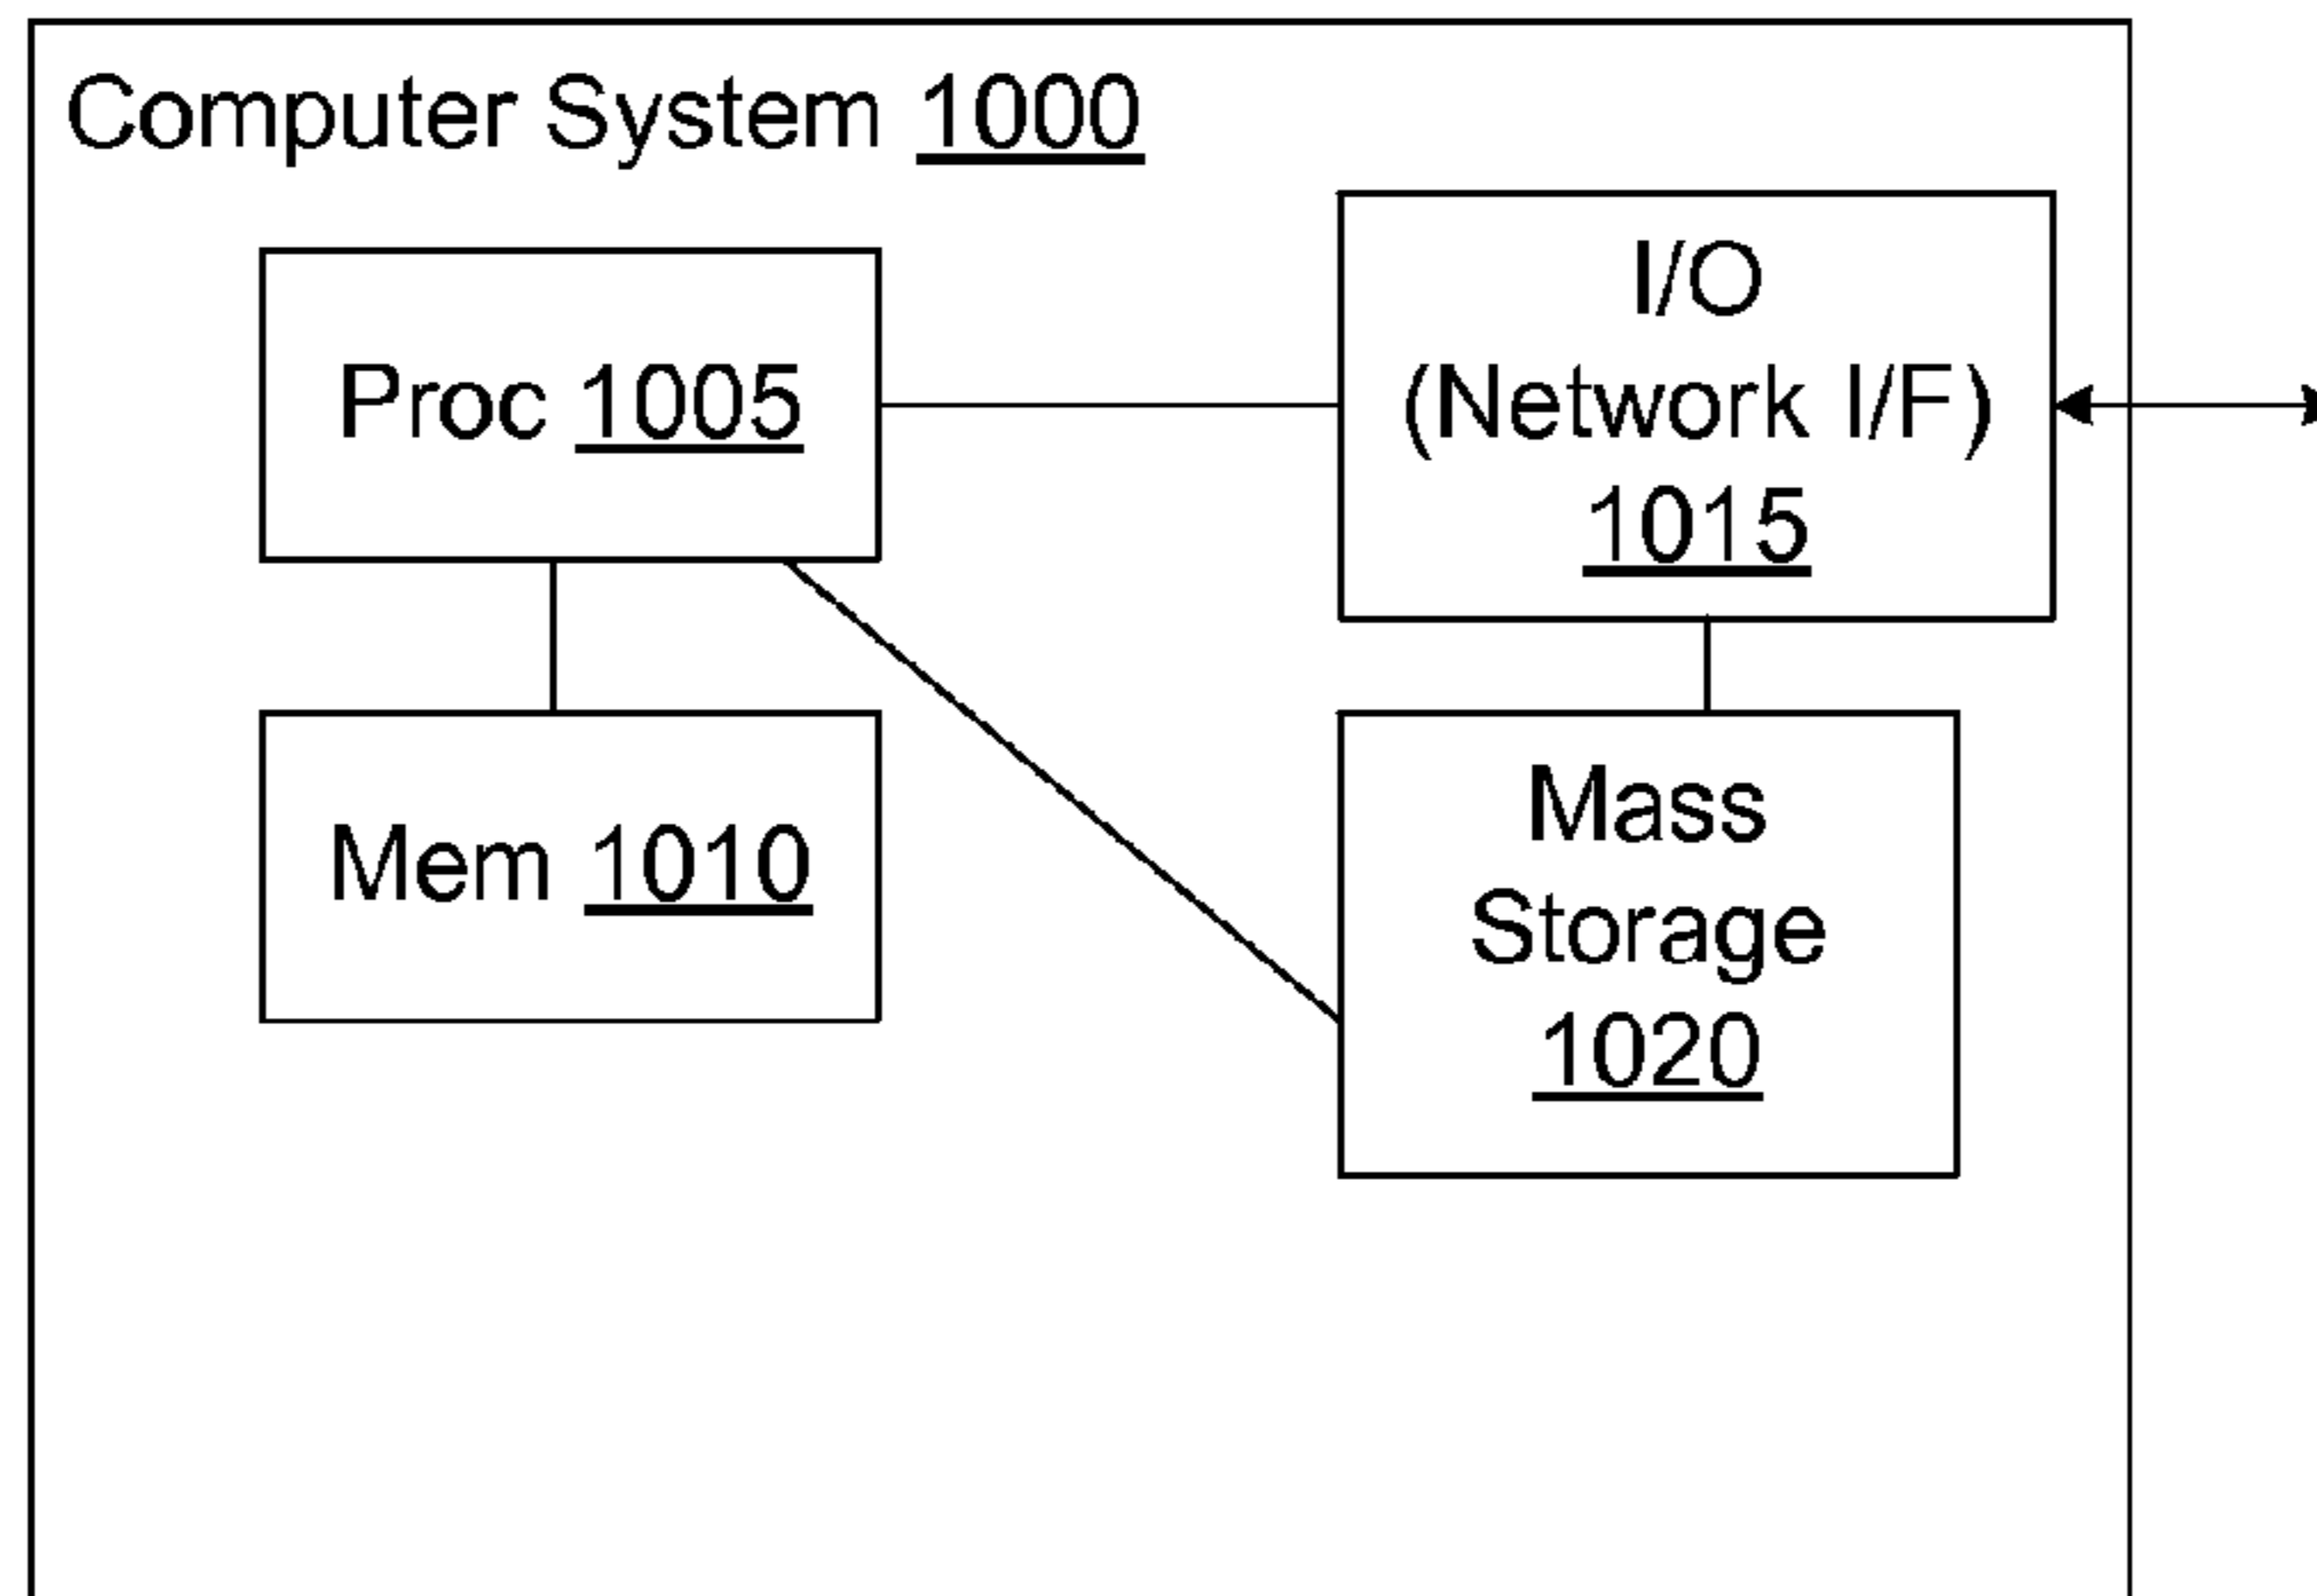 Computer System 1000
Proc 1005
I/O
(Network I/F)
1015
Mem 1010
Mass
Storage
1020